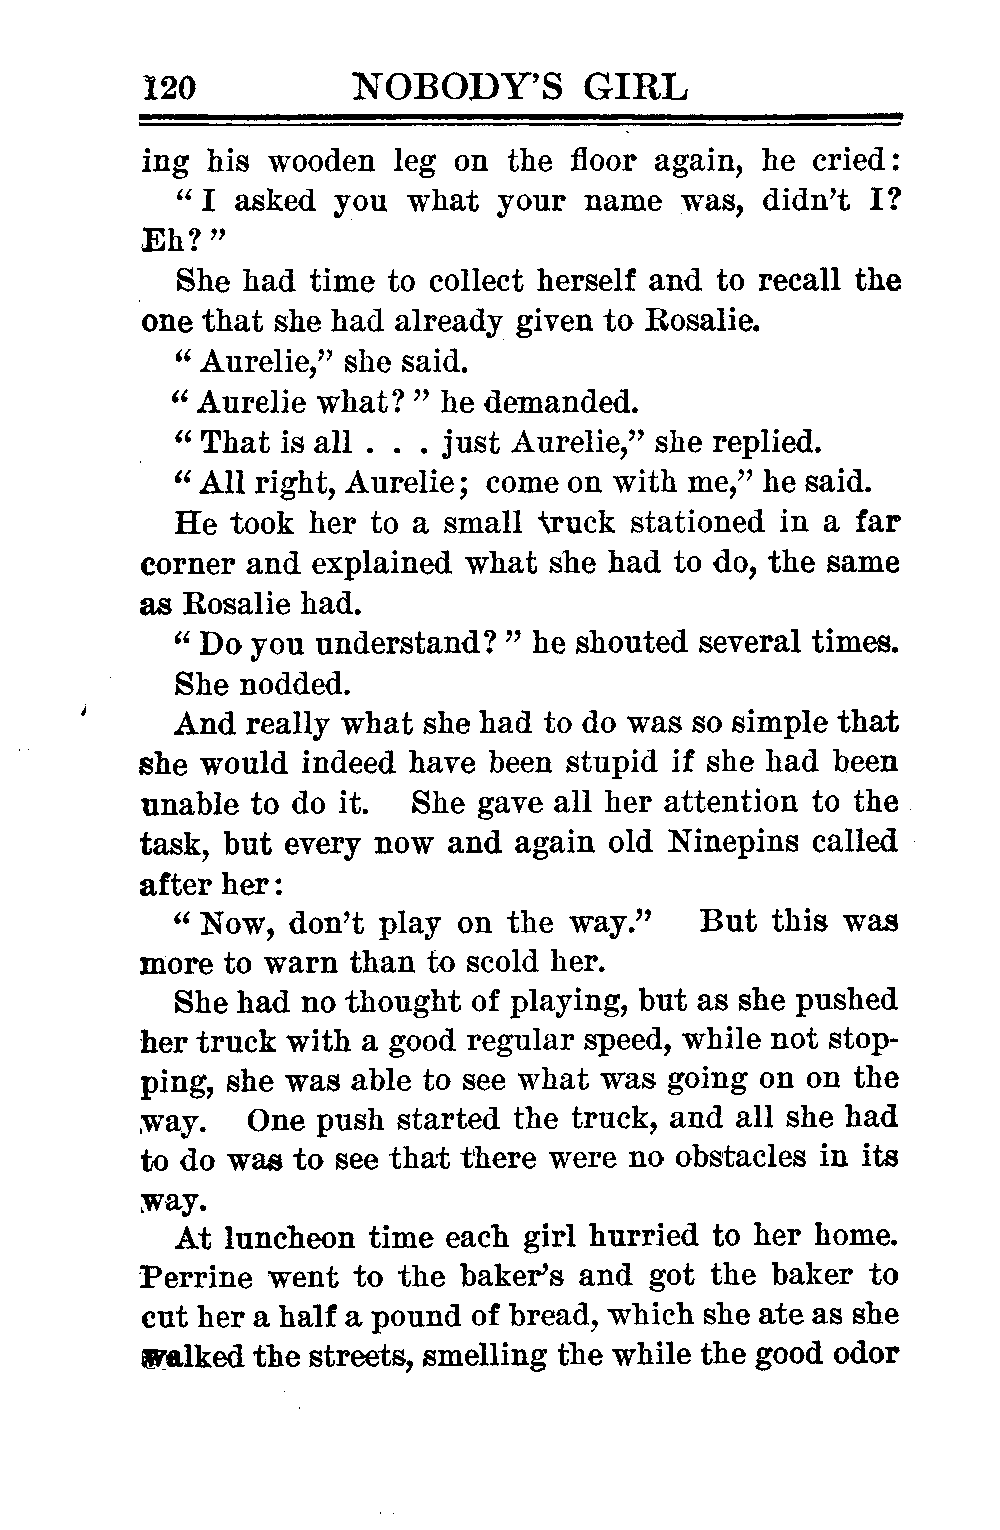 120 NOBODY'S GIRL
ing his wooden leg on the floor again, he cried:
“ I asked you what your name was, didn't I?
Eh? ”
She had time to collect herself and to recall the
one that she had already given to Rosalie.
“ Aurelie,” she said.
“ Aurelie what? ” he demanded.
“ That is all . . . just Aurelie,” she replied.
“ All right, Aurelie; come on with me,” he said.
He took her to a small truck stationed in a far
corner and explained what she had to do, the same
as Rosalie had.
“ Do you understand? ” he shouted several times.
She nodded.
And really what she had to do was so simple that
she would indeed have been stupid if she had been
unable to do it. She gave all her attention to the
task, but every now and again old Ninepins called
after her:
“ Now, don't play on the way.” But this was
more to warn than to scold her.
She had no thought of playing, but as she pushed
her truck with a good regular speed, while not stop-
ping, she was able to see what was going on on the
way. One push started the truck, and all she had
to do was to see that there were no obstacles in its
way.
At luncheon time each girl hurried to her home.
Perrine went to the baker's and got the baker to
cut her a half a pound of bread, which she ate as she
walked the streets, smelling the while the good odor